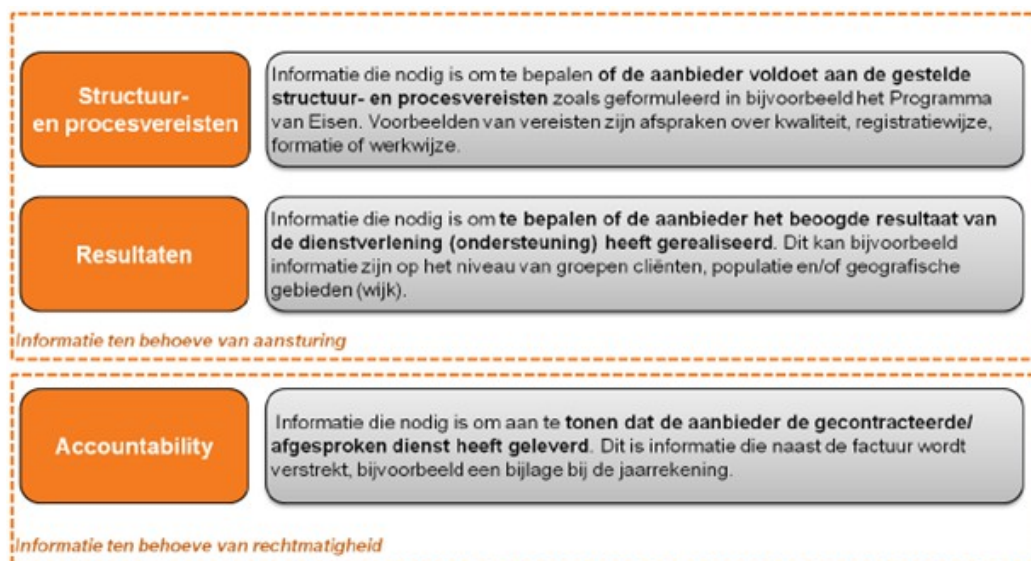 Structuur-
en procesvereisten
Informatie die nodig is om te bepalen of de aanbieder voldoet aan de gestelde
structuur- en procesvereisten zoals geformuleerd in bijvoorbeeld het Programma
van Eisen. Voorbeelden van vereisten zijn afspraken over kwaliteit, registratiewijze,
formatie of werkwijze.
Resultaten
Informatie die nodig is om te bepalen of de aanbieder het beoogde resultaat van
de dienstverlening (ondersteuning) heeft gerealiseerd. Dit kan bijvoorbeeld
informatie zijn op het niveau van groepen cliënten, populatie en/of geografische
gebieden (wijk).
Informatie ten behoeve van aansturing
Accountability
Informatie die nodig is om aan te tonen dat de aanbieder de gecontracteerde/
afgesproken dienst heeft geleverd. Dit is informatie die naast de factuur wordt
verstrekt, bijvoorbeeld een bijlage bij de jaarrekening.
Informatie ten behoeve van rechtmatigheid